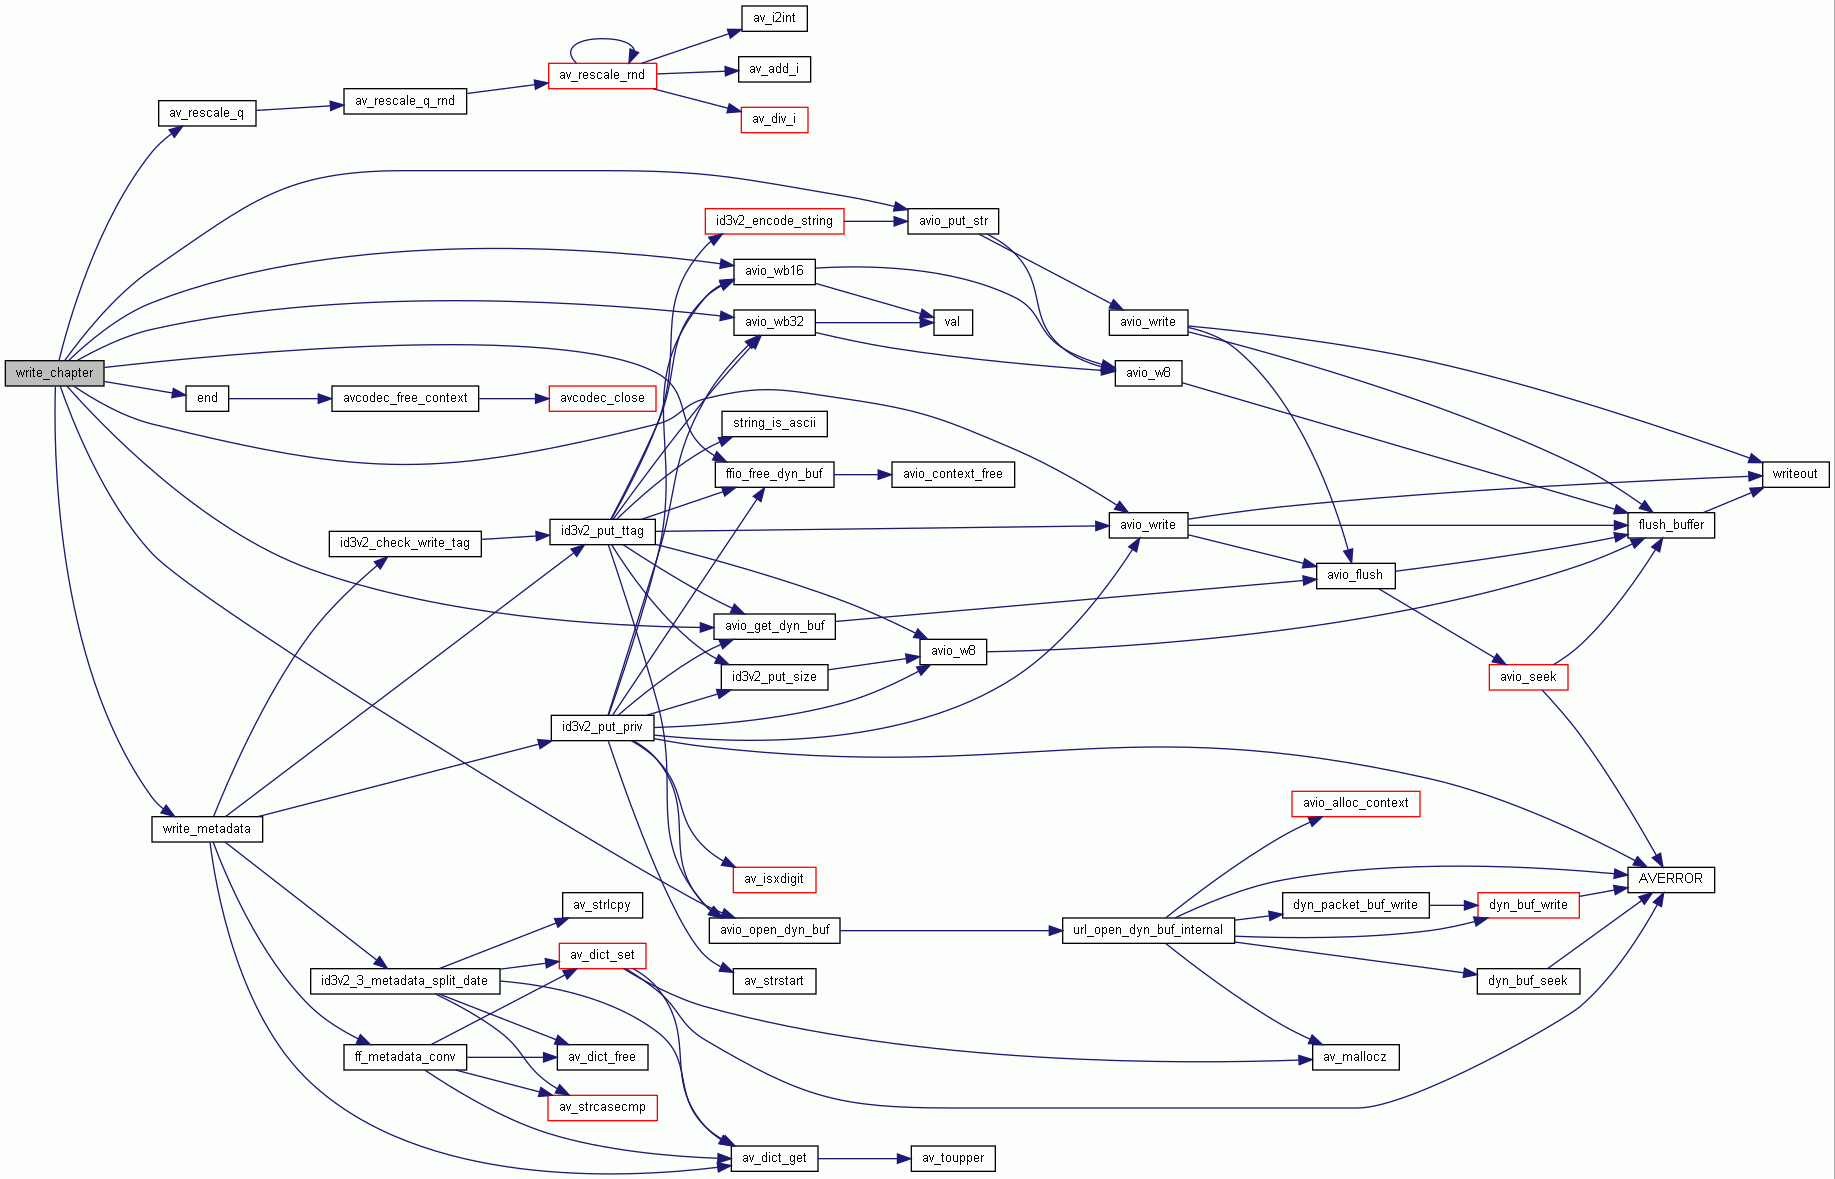 av_i2int
av_rescale_rnd
av_add_i
av_rescale_q
av_rescale_q_rnd
av_div_i
id3v2_encode_string
avio_put_str
avio_wb16
avio_wb32
val
avio_write
write_chapter
avio_w8
end
avcodec_free_context
avcodec_close
string_is_ascii
ffio_free_dyn_buf
avio_context_free
writeout
id3v2_check_write_tag
id3v2_put_ttag
avio_write
flush_buffer
avio_flush
avio_get_dyn_buf
avio_w8
id3v2_put_size
avio_seek
id3v2_put_priv
avio_alloc_context
write_metadata
av_isxdigit
AVERROR
av_strlcpy
dyn_packet_buf_write
dyn_buf_write
avio_open_dyn_buf
url_open_dyn_buf_internal
av_dict_set
id3v2_3_metadata_split_date
av_strstart
dyn_buf_seek
ff_metadata_conv
av_dict_free
av_mallocz
av_strcasecmp
av_dict_get
av_toupper